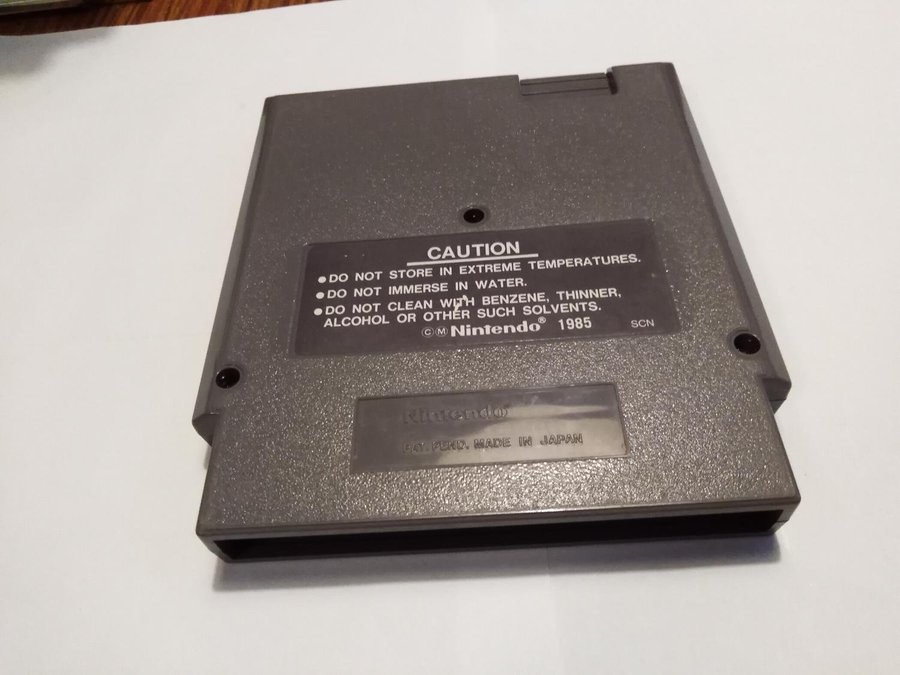 CAUTION
●DO NOT STORE IN EXTREME TEMPERATURES.
●DO NOT IMMERSE IN WATER.
●DO NOT CLEAN WITH BENZENE, THINNER,
ALCOHOL OR OTHER SUCH SOLVENTS.
ⒸⓂNintendo® 1985 SCN
Nintendo®
PAT. PEND. MADE IN JAPAN